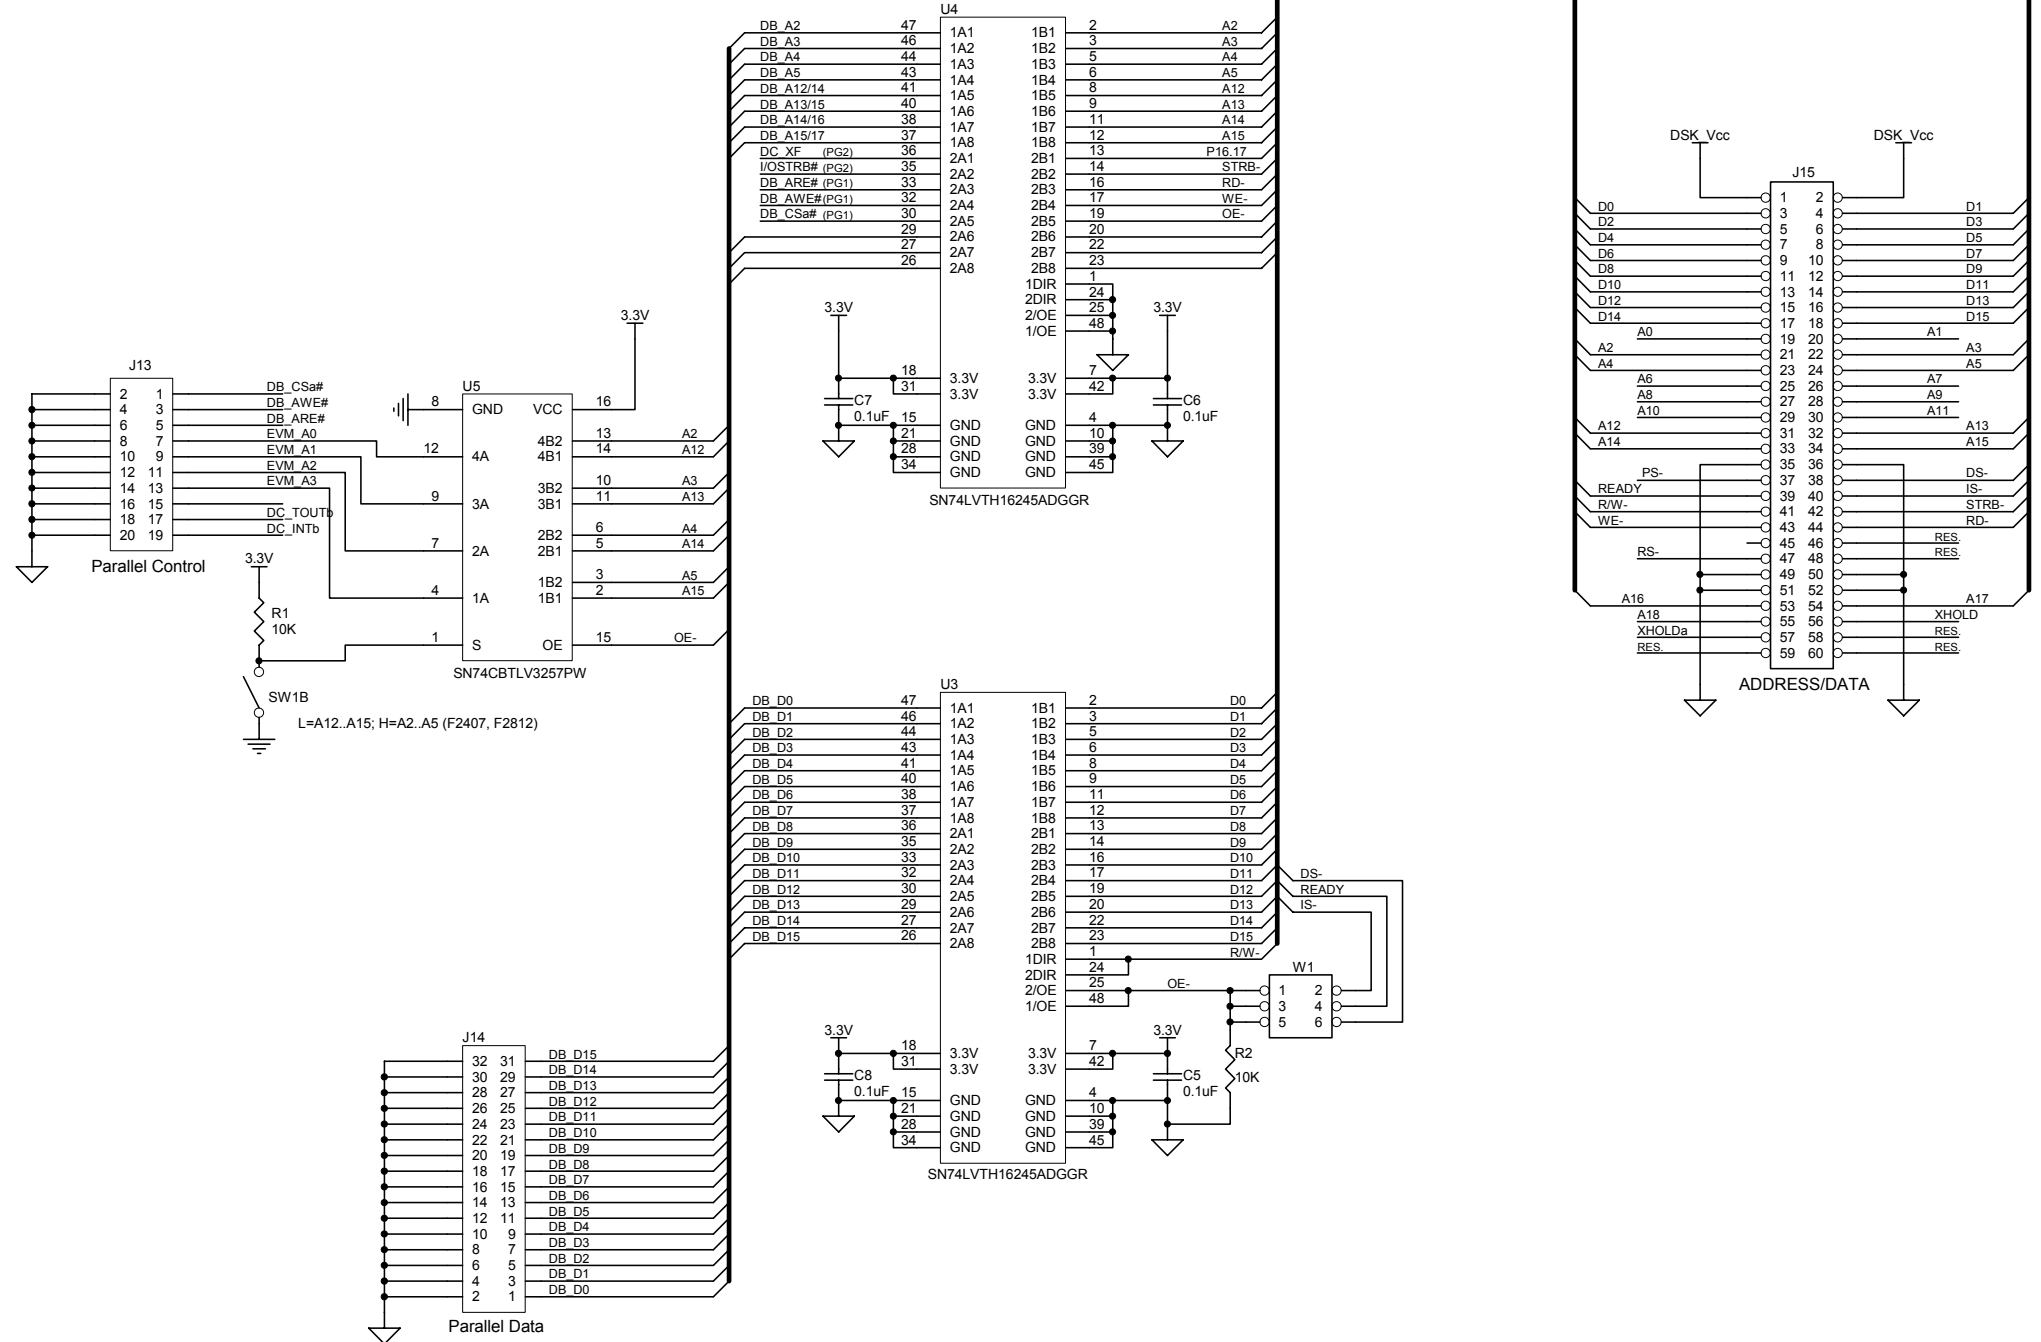 U4
DB_A2 47 1A1 1B1 2 A2
DB_A3 46 1A2 1B2 3 A3
DB_A4 44 1A3 1B3 5 A4
DB_A5 43 1A4 1B4 6 A5
DB_A12/14 41 1A5 1B5 8 A12
DB_A13/15 40 1A6 1B6 9 A13
DB_A14/16 38 1A7 1B7 11 A14
DB_A15/17 37 1A8 1B8 12 A15
DC_XF (PG2) 36 2A1 2B1 13 P16.17
I/OSTRB# (PG2) 35 2A2 2B2 14 STRB-
DB_ARE# (PG1) 33 2A3 2B3 16 RD-
DB_AWE# (PG1) 32 2A4 2B4 17 WE-
DB_CSa# (PG1) 30 2A5 2B5 19 OE-
29 2A6 2B6 20
27 2A7 2B7 22
26 2A8 2B8 23
1DIR 1
2DIR 24
2/OE 25
1/OE 48
3.3V 3.3V
18 3.3V 3.3V 7
31 3.3V 3.3V 42
C7 0.1uF
C6 0.1uF
15 GND GND 4
21 GND GND 10
28 GND GND 39
34 GND GND 45
SN74LVTH16245ADGGR
J13
2 1 DB_CSa#
4 3 DB_AWE#
6 5 DB_ARE#
8 7 EVM_A0
10 9 EVM_A1
12 11 EVM_A2
14 13 EVM_A3
16 15
18 17 DC_TOUTb
20 19 DC_INTb
Parallel Control
3.3V
U5
8 GND VCC 16
4B2 13 A2
12 4A 4B1 14 A12
3B2 10 A3
9 3A 3B1 11 A13
2B2 6 A4
7 2A 2B1 5 A14
1B2 3 A5
4 1A 1B1 2 A15
1 S OE 15 OE-
SN74CBTLV3257PW
3.3V
R1
10K
SW1B
L=A12..A15; H=A2..A5 (F2407, F2812)
U3
DB_D0 47 1A1 1B1 2 D0
DB_D1 46 1A2 1B2 3 D1
DB_D2 44 1A3 1B3 5 D2
DB_D3 43 1A4 1B4 6 D3
DB_D4 41 1A5 1B5 8 D4
DB_D5 40 1A6 1B6 9 D5
DB_D6 38 1A7 1B7 11 D6
DB_D7 37 1A8 1B8 12 D7
DB_D8 36 2A1 2B1 13 D8
DB_D9 35 2A2 2B2 14 D9
DB_D10 33 2A3 2B3 16 D10
DB_D11 32 2A4 2B4 17 D11
DB_D12 30 2A5 2B5 19 D12
DB_D13 29 2A6 2B6 20 D13
DB_D14 27 2A7 2B7 22 D14
DB_D15 26 2A8 2B8 23 D15
1DIR 1 R/W-
2DIR 24
2/OE 25 OE-
1/OE 48
DS-
READY
IS-
W1
1 2
3 4
5 6
3.3V 3.3V
18 3.3V 3.3V 7
31 3.3V 3.3V 42
C8 0.1uF
C5 0.1uF
R2
10K
15 GND GND 4
21 GND GND 10
28 GND GND 39
34 GND GND 45
SN74LVTH16245ADGGR
J14
32 31 DB_D15
30 29 DB_D14
28 27 DB_D13
26 25 DB_D12
24 23 DB_D11
22 21 DB_D10
20 19 DB_D9
18 17 DB_D8
16 15 DB_D7
14 13 DB_D6
12 11 DB_D5
10 9 DB_D4
8 7 DB_D3
6 5 DB_D2
4 3 DB_D1
2 1 DB_D0
Parallel Data
DSK_Vcc DSK_Vcc
J15
1 2
D0 3 4 D1
D2 5 6 D3
D4 7 8 D5
D6 9 10 D7
D8 11 12 D9
D10 13 14 D11
D12 15 16 D13
D14 17 18 D15
A0 19 20 A1
A2 21 22 A3
A4 23 24 A5
A6 25 26 A7
A8 27 28 A9
A10 29 30 A11
A12 31 32 A13
A14 33 34 A15
35 36
PS- 37 38 DS-
READY 39 40 IS-
R/W- 41 42 STRB-
WE- 43 44 RD-
45 46 RES.
RS- 47 48 RES.
49 50
51 52
A16 53 54 A17
A18 55 56 XHOLD
XHOLDa 57 58 RES.
RES. 59 60 RES.
ADDRESS/DATA